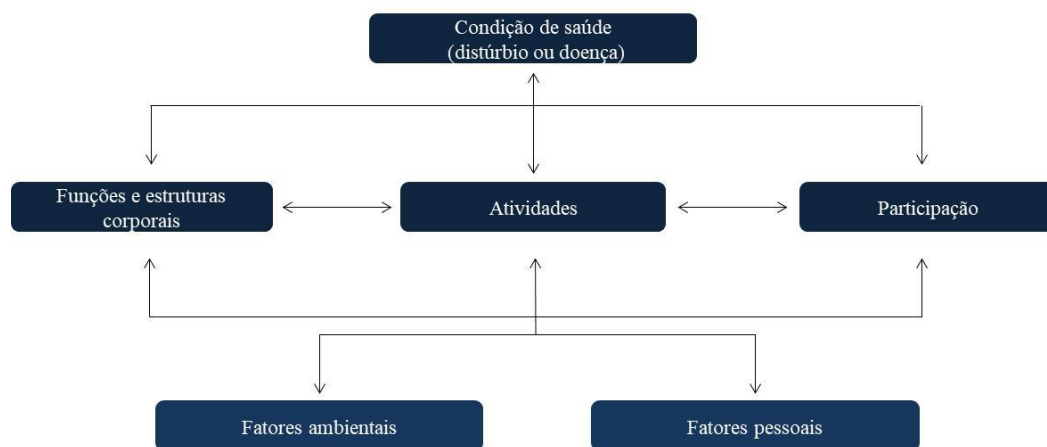 Condição de saúde
(distúrbio ou doença)
Funções e estruturas
corporais
Atividades
Participação
Fatores ambientais
Fatores pessoais